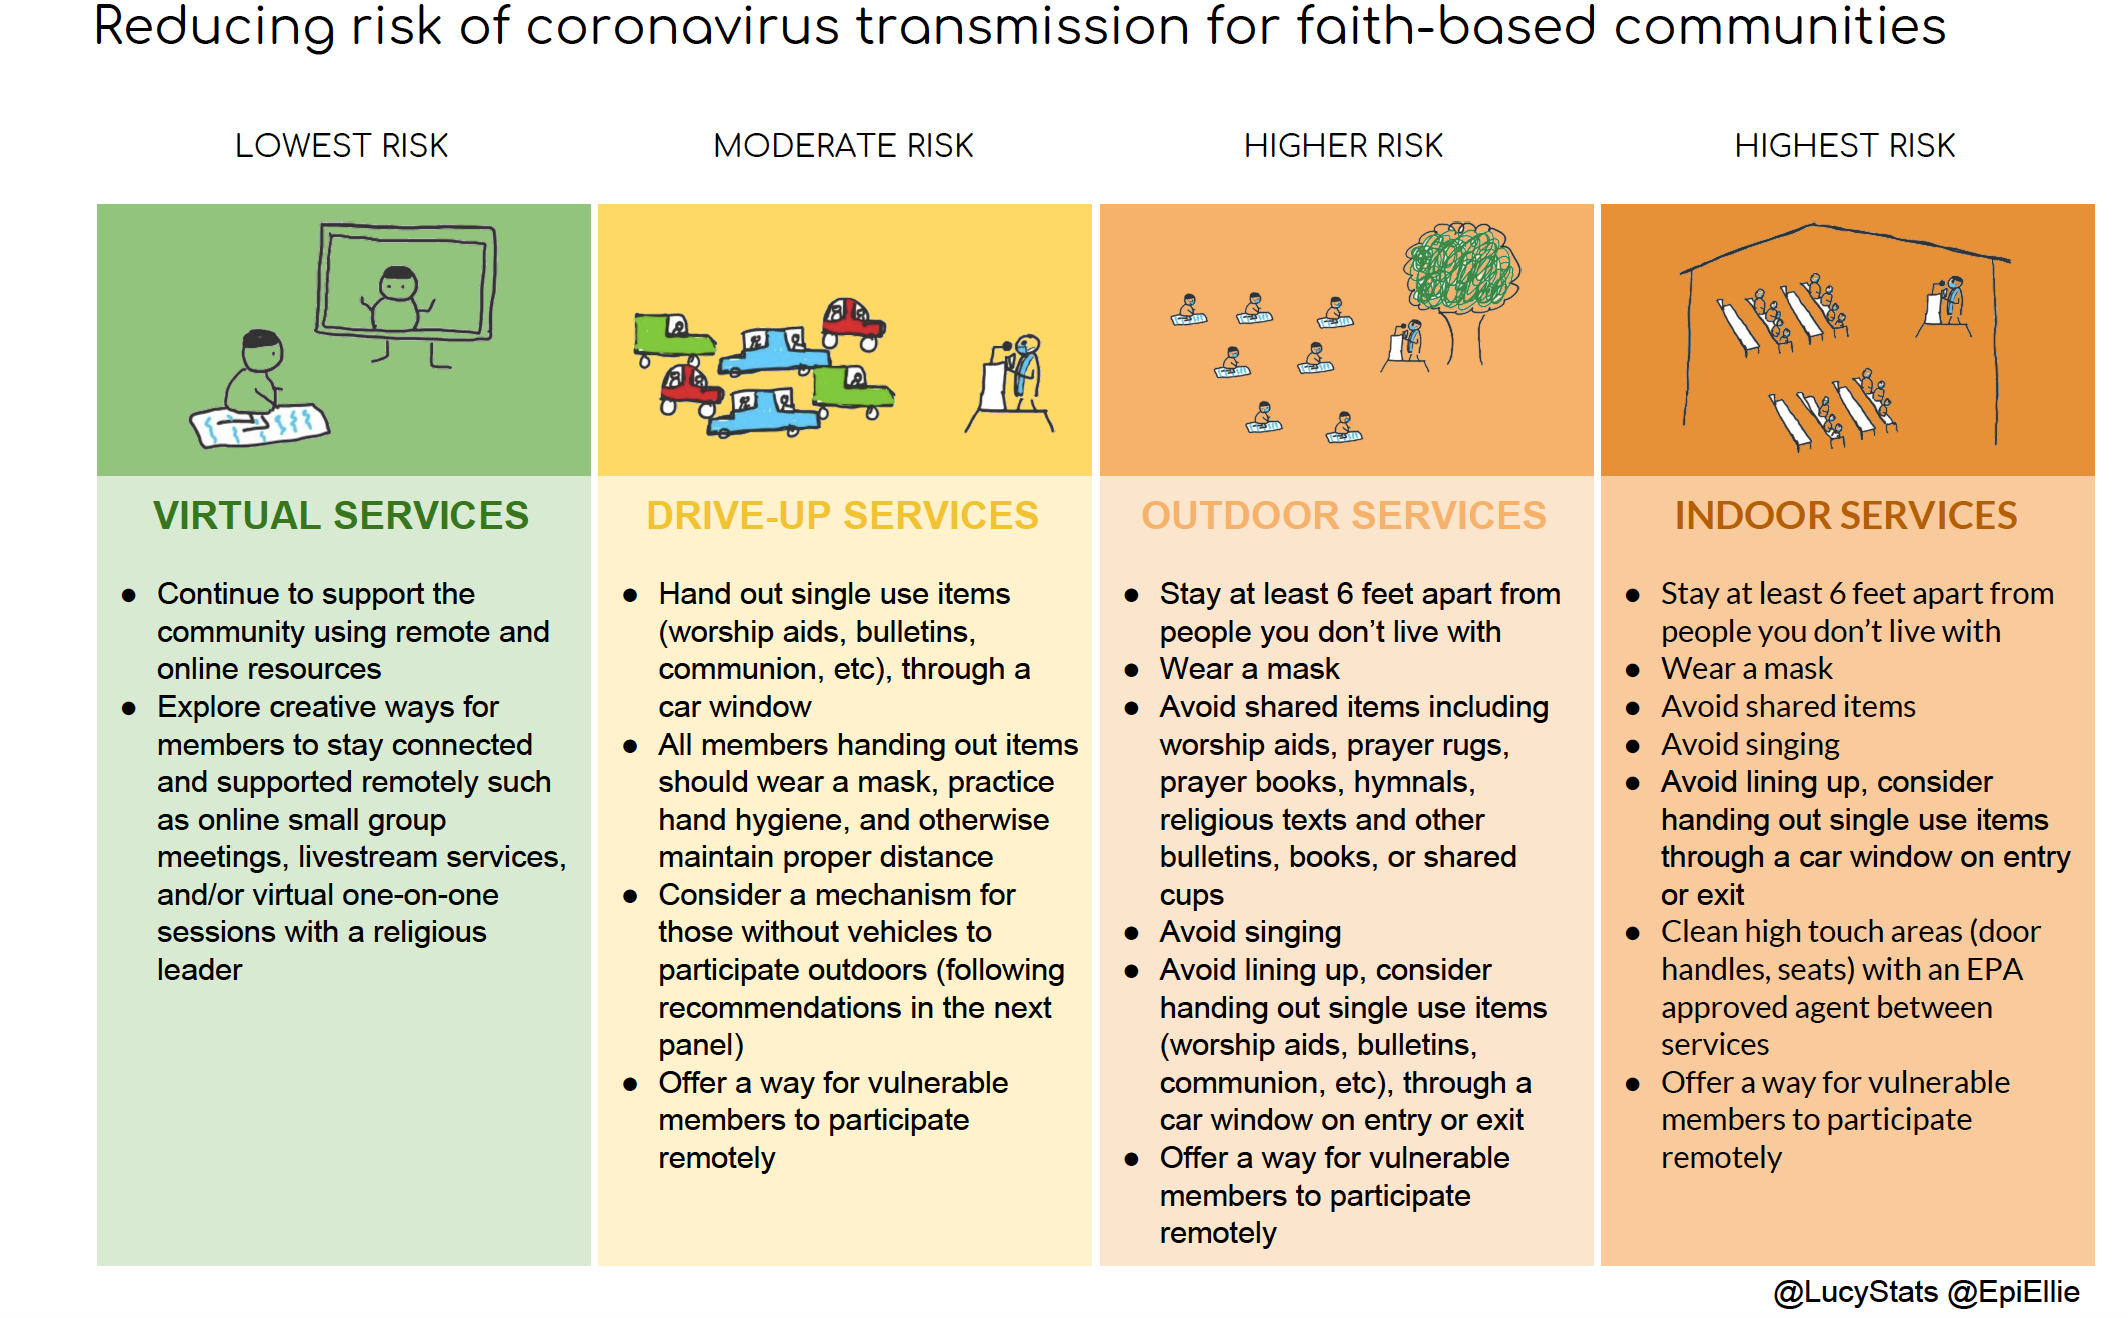 Reducing risk of coronavirus transmission for faith-based communities
LOWEST RISK
MODERATE RISK
HIGHER RISK
HIGHEST RISK
VIRTUAL SERVICES
● Continue to support the
community using remote and
online resources
● Explore creative ways for
members to stay connected
and supported remotely such
as online small group
meetings, livestream services,
and/or virtual one-on-one
sessions with a religious
leader
DRIVE-UP SERVICES
● Hand out single use items
(worship aids, bulletins,
communion, etc), through a
car window
● All members handing out items
should wear a mask, practice
hand hygiene, and otherwise
maintain proper distance
● Consider a mechanism for
those without vehicles to
participate outdoors (following
recommendations in the next
panel)
● Offer a way for vulnerable
members to participate
remotely
OUTDOOR SERVICES
● Stay at least 6 feet apart from
people you don’t live with
● Wear a mask
● Avoid shared items including
worship aids, prayer rugs,
prayer books, hymnals,
religious texts and other
bulletins, books, or shared
cups
● Avoid singing
● Avoid lining up, consider
handing out single use items
(worship aids, bulletins,
communion, etc), through a
car window on entry or exit
● Offer a way for vulnerable
members to participate
remotely
INDOOR SERVICES
● Stay at least 6 feet apart from
people you don’t live with
● Wear a mask
● Avoid shared items
● Avoid singing
● Avoid lining up, consider
handing out single use items
through a car window on entry
or exit
● Clean high touch areas (door
handles, seats) with an EPA
approved agent between
services
● Offer a way for vulnerable
members to participate
remotely
@LucyStats @EpiEllie